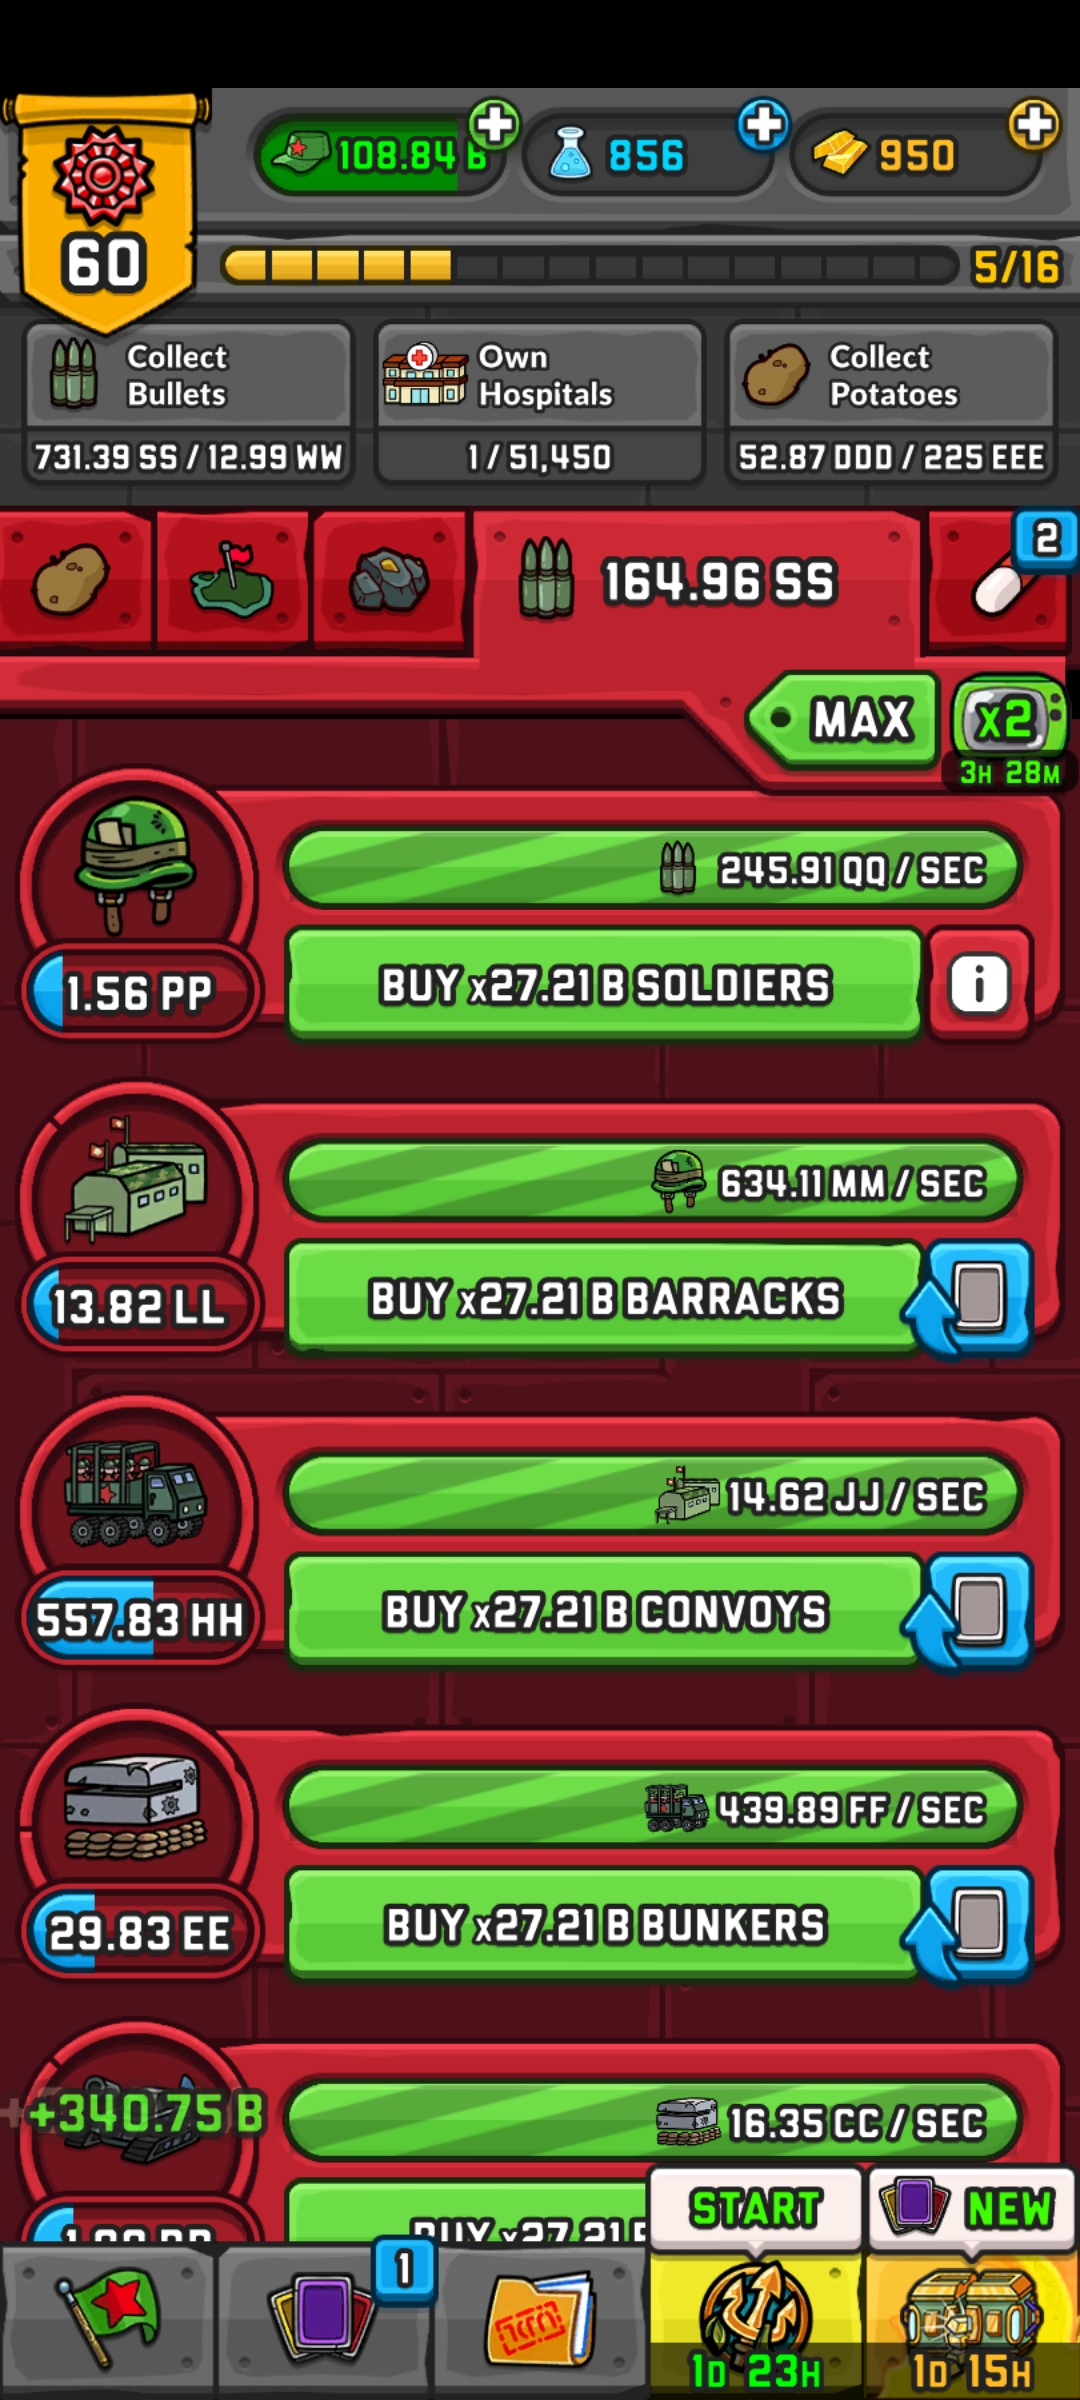 60
108.84 B
856
950
5/16
Collect
Bullets
731.39 SS / 12.99 WW
Own
Hospitals
1 / 51,450
Collect
Potatoes
52.87 DDD / 225 EEE
164.96 SS
2
MAX
x2
3H 28M
245.91 QQ / SEC
1.56 PP
BUY x27.21 B SOLDIERS
i
634.11 MM / SEC
13.82 LL
BUY x27.21 B BARRACKS
14.62 JJ / SEC
557.83 HH
BUY x27.21 B CONVOYS
439.89 FF / SEC
29.83 EE
BUY x27.21 B BUNKERS
+340.75 B
16.35 CC / SEC
BUY x27.21
START
NEW
1
1D 23H
1D 15H